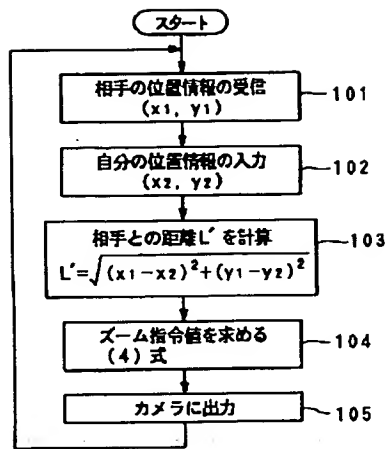 スタート
相手の位置情報の受信
(x1, y1)
101
自分の位置情報の入力
(x2, y2)
102
相手との距離L´を計算
L´=√(x1-x2)²+(y1-y2)²
103
ズーム指令値を求める
(4)式
104
カメラに出力
105